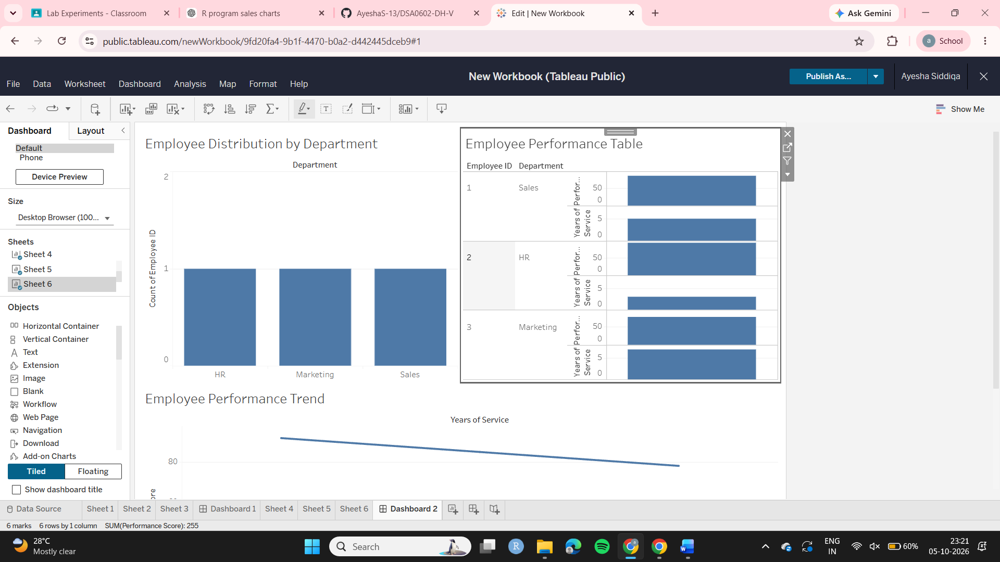 Lab Experiments - Classroom
R program sales charts
AyeshaS-13/DSA0602-DH-V
Edit | New Workbook
Ask Gemini
public.tableau.com/newWorkbook/9fd20fa4-9b1f-4470-b0a2-d442445dceb9#1
a School
New Workbook (Tableau Public)
Publish As...
Ayesha Siddiqa
File Data Worksheet Dashboard Analysis Map Format Help
Show Me
Dashboard Layout
Default
Phone
Device Preview
Size
Desktop Browser (100...
Sheets
Sheet 4
Sheet 5
Sheet 6
Objects
Horizontal Container
Vertical Container
Text
Extension
Image
Blank
Workflow
Web Page
Navigation
Download
Add-on Charts
Tiled Floating
Show dashboard title
Employee Distribution by Department
Department
2
1
0
Count of Employee ID
HR Marketing Sales
Employee Performance Table
Employee ID Department
1 Sales
Perfor...
50
0
Years of Service
5
0
2 HR
Perfor...
50
0
Years of Service
5
0
3 Marketing
Perfor...
50
0
Years of Service
5
0
Employee Performance Trend
Years of Service
80
ore
Data Source Sheet 1 Sheet 2 Sheet 3 Dashboard 1 Sheet 4 Sheet 5 Sheet 6 Dashboard 2
6 marks 6 rows by 1 column SUM(Performance Score): 255
28°C
Mostly clear
Search
R
W
ENG
IN
60%
23:21
05-10-2026